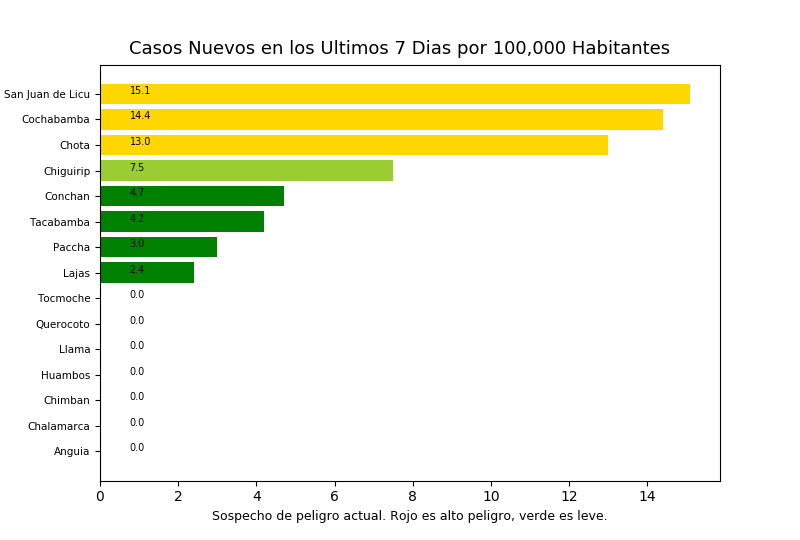 Casos Nuevos en los Ultimos 7 Dias por 100,000 Habitantes
San Juan de Licu 15.1
Cochabamba 14.4
Chota 13.0
Chiguirip 7.5
Conchan 4.7
Tacabamba 4.2
Paccha 3.0
Lajas 2.4
Tocmoche 0.0
Querocoto 0.0
Llama 0.0
Huambos 0.0
Chimban 0.0
Chalamarca 0.0
Anguia 0.0
0 2 4 6 8 10 12 14
Sospecho de peligro actual. Rojo es alto peligro, verde es leve.